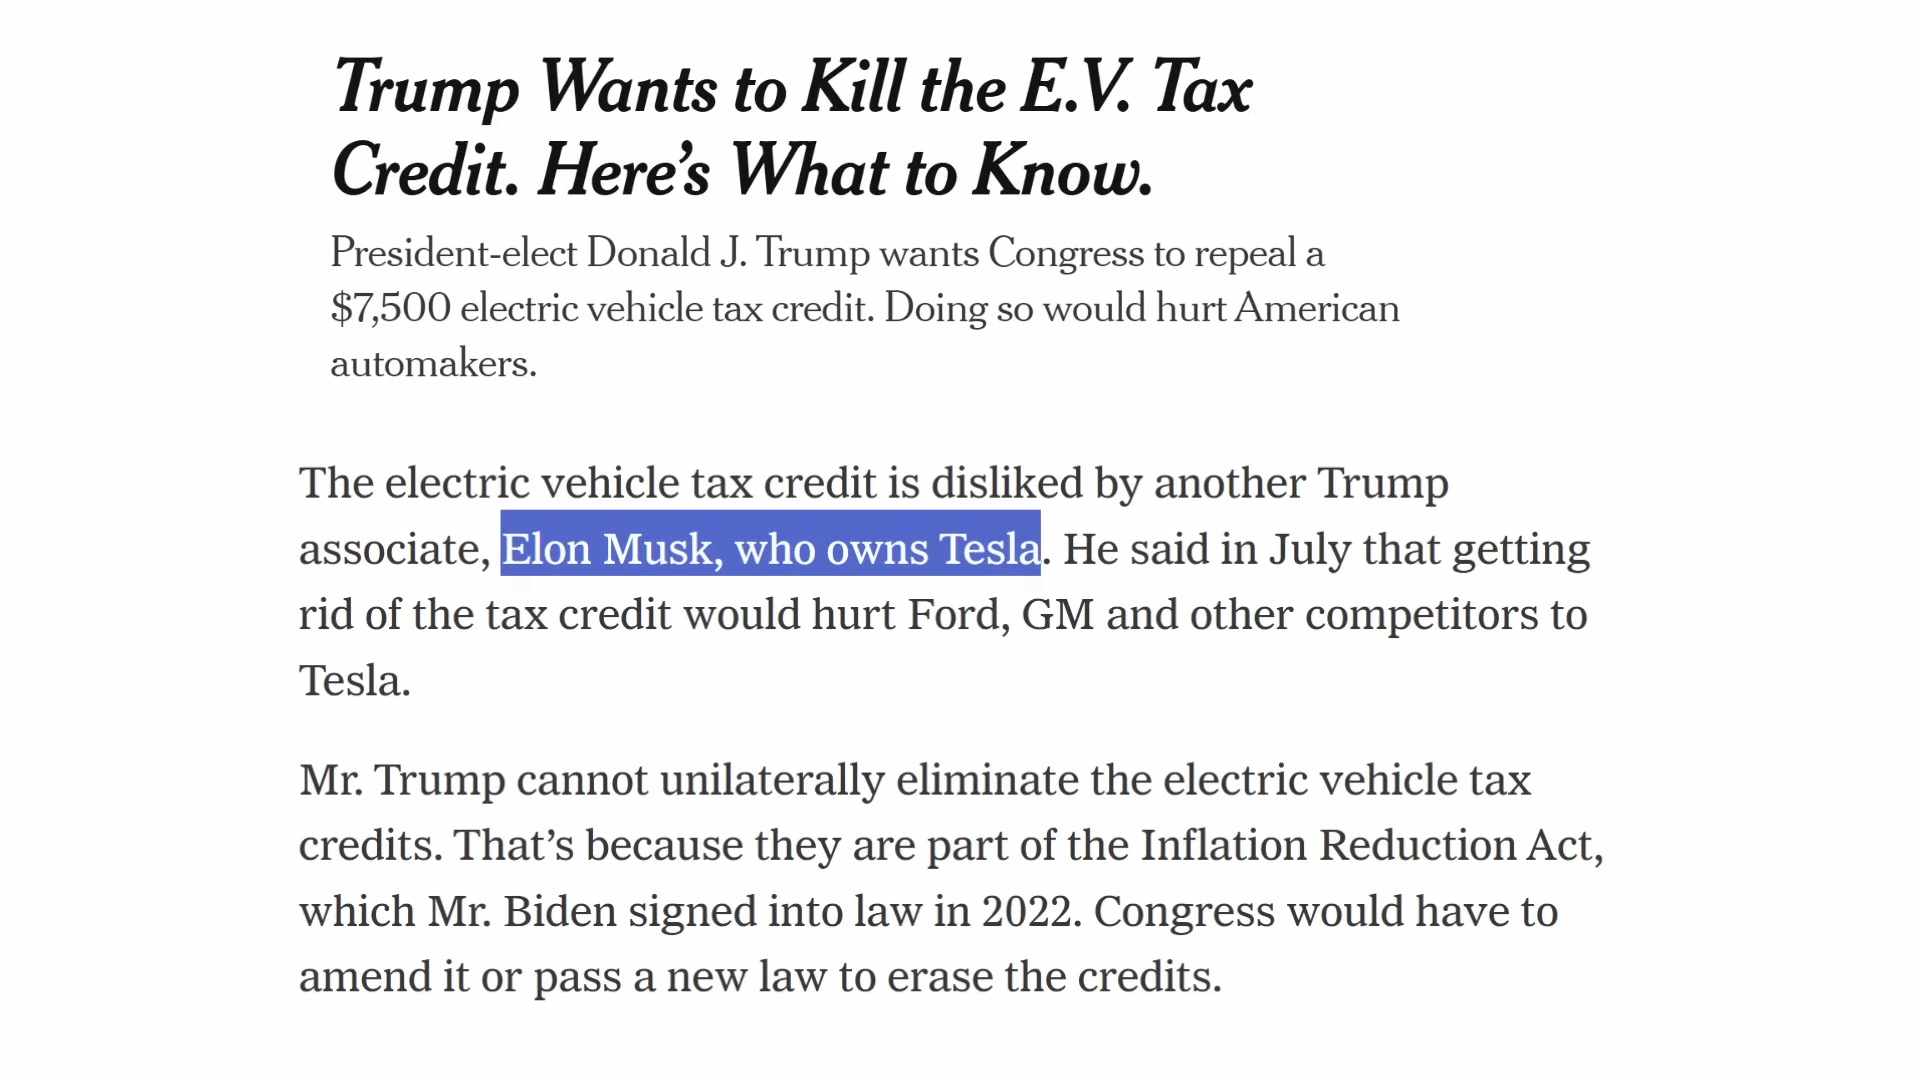 Trump Wants to Kill the E.V. Tax
Credit. Here’s What to Know.
President-elect Donald J. Trump wants Congress to repeal a
$7,500 electric vehicle tax credit. Doing so would hurt American
automakers.
The electric vehicle tax credit is disliked by another Trump
associate, Elon Musk, who owns Tesla. He said in July that getting
rid of the tax credit would hurt Ford, GM and other competitors to
Tesla.
Mr. Trump cannot unilaterally eliminate the electric vehicle tax
credits. That’s because they are part of the Inflation Reduction Act,
which Mr. Biden signed into law in 2022. Congress would have to
amend it or pass a new law to erase the credits.